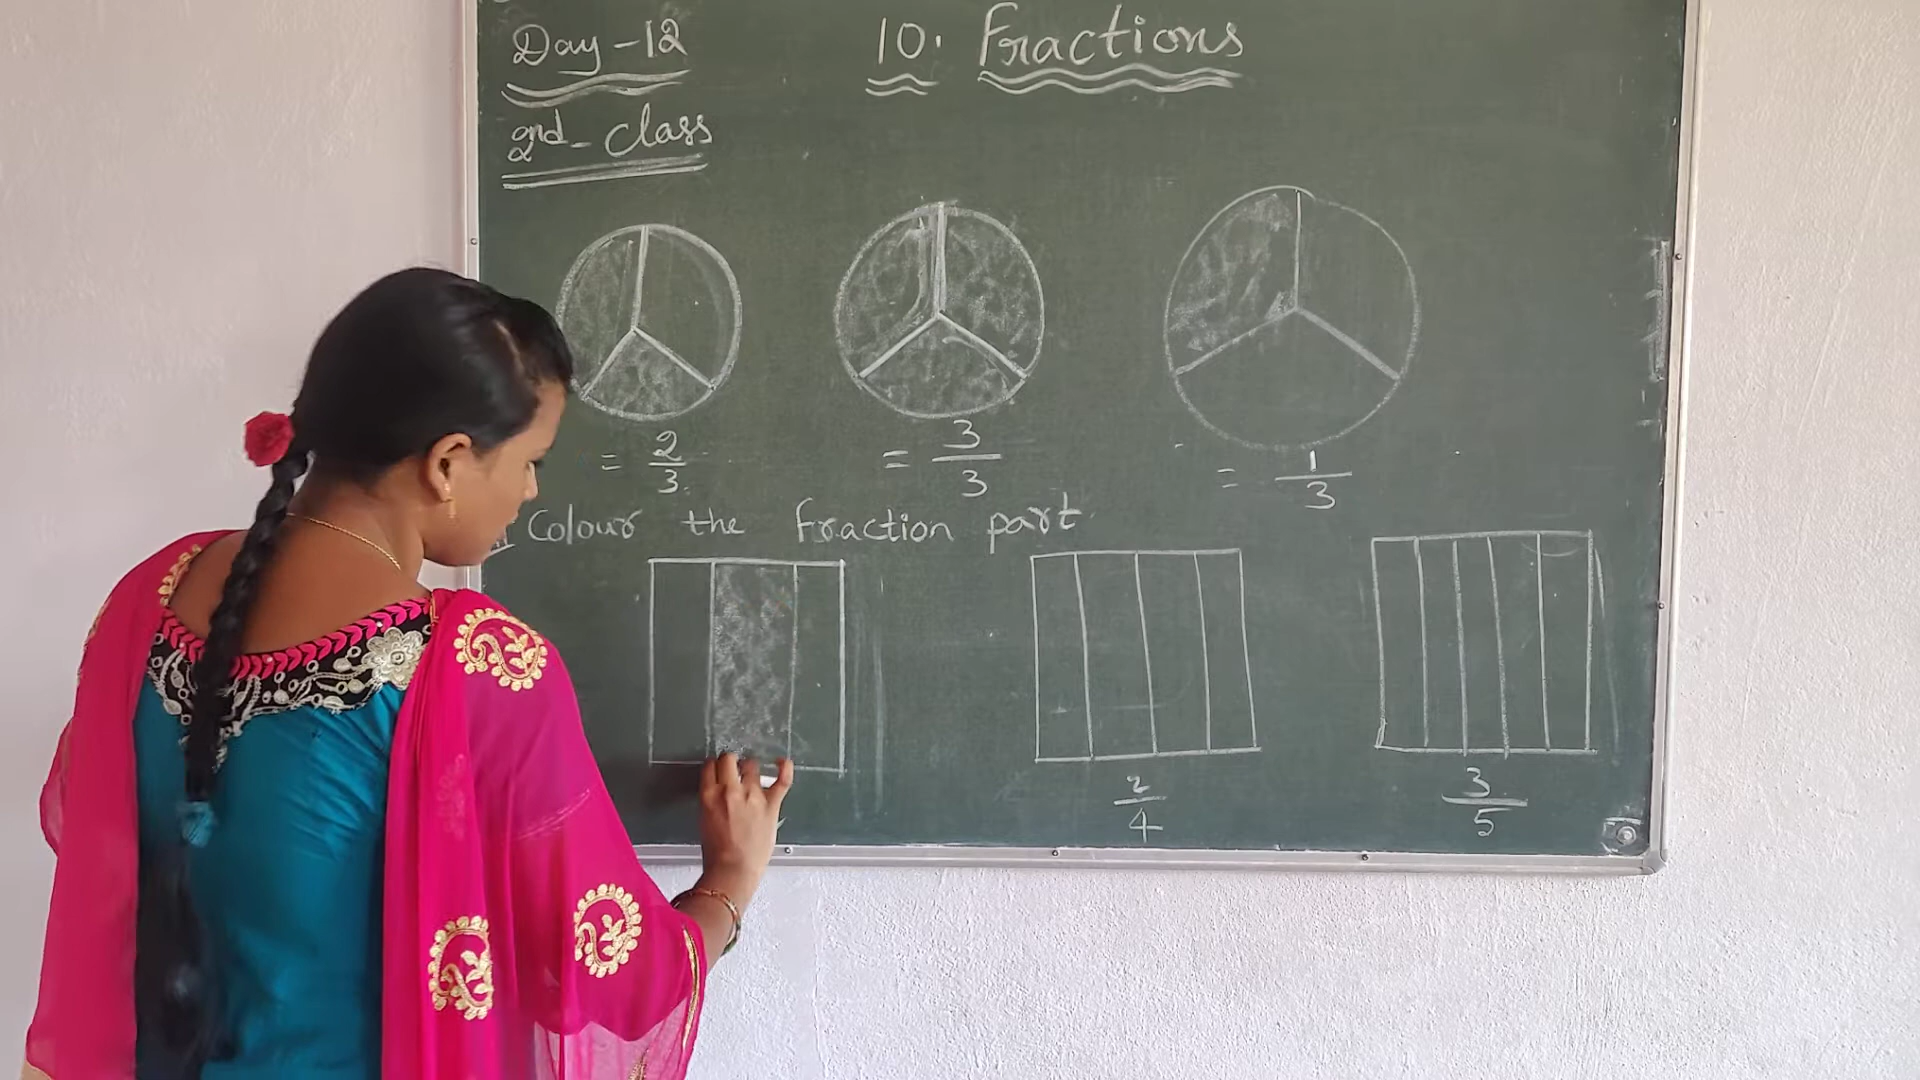 Day-12
10. Fractions
2nd- Class
= 2/3
= 3/3
= 1/3
Colour the fraction part
2/4
3/5